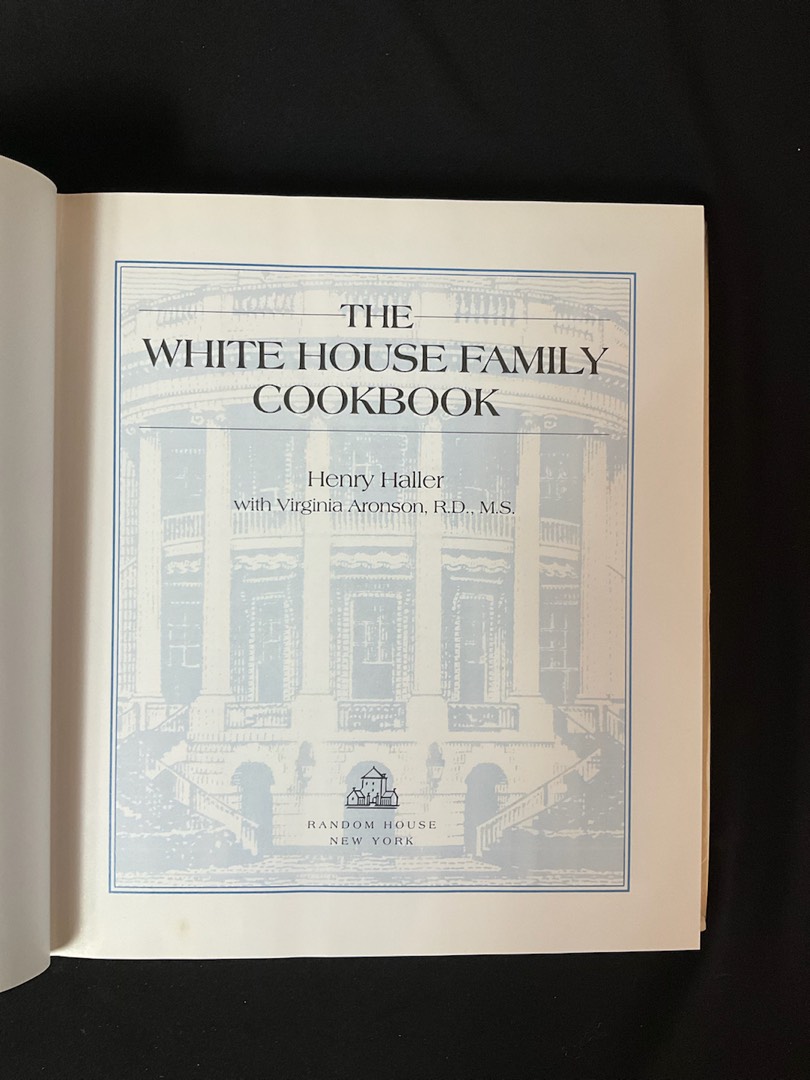 THE
WHITE HOUSE FAMILY
COOKBOOK
Henry Haller
with Virginia Aronson, R.D., M.S.
RANDOM HOUSE
NEW YORK